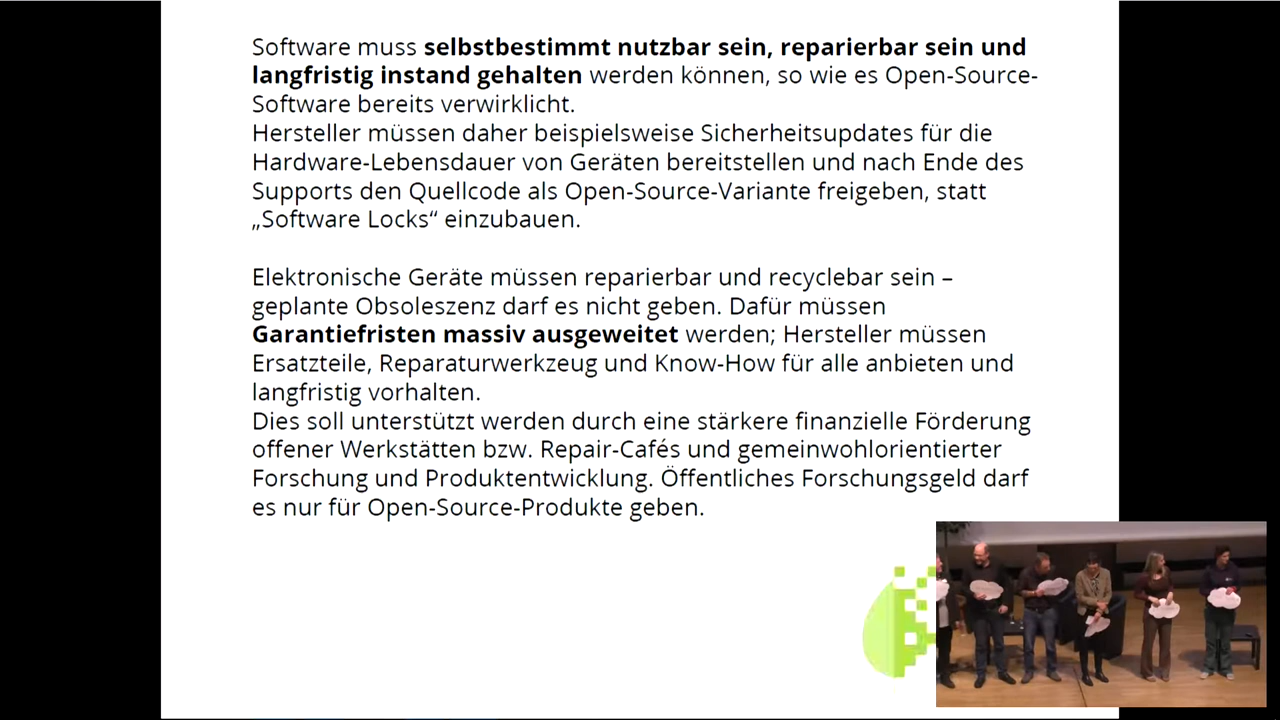 Software muss selbstbestimmt nutzbar sein, reparierbar sein und
langfristig instand gehalten werden können, so wie es Open-Source-
Software bereits verwirklicht.
Hersteller müssen daher beispielsweise Sicherheitsupdates für die
Hardware-Lebensdauer von Geräten bereitstellen und nach Ende des
Supports den Quellcode als Open-Source-Variante freigeben, statt
„Software Locks“ einzubauen.
Elektronische Geräte müssen reparierbar und recyclebar sein –
geplante Obsoleszenz darf es nicht geben. Dafür müssen
Garantiefristen massiv ausgeweitet werden; Hersteller müssen
Ersatzteile, Reparaturwerkzeug und Know-How für alle anbieten und
langfristig vorhalten.
Dies soll unterstützt werden durch eine stärkere finanzielle Förderung
offener Werkstätten bzw. Repair-Cafés und gemeinwohlorientierter
Forschung und Produktentwicklung. Öffentliches Forschungsgeld darf
es nur für Open-Source-Produkte geben.